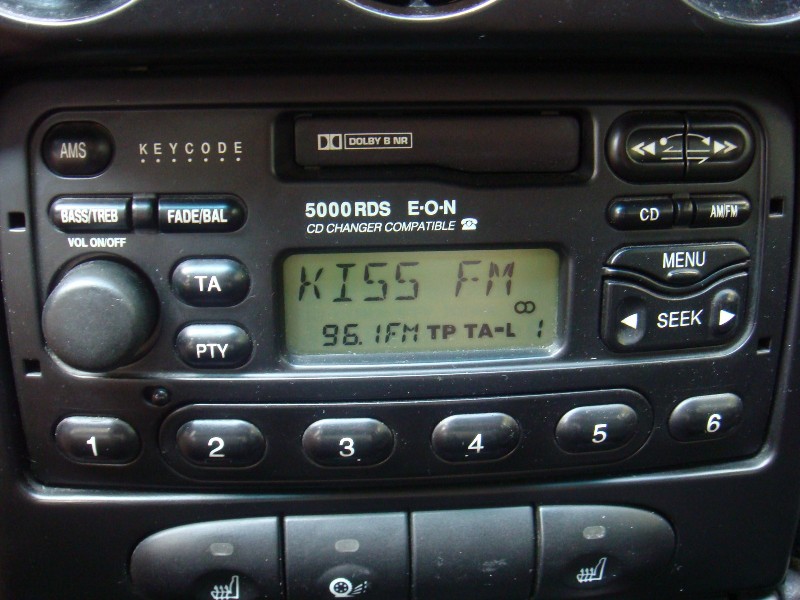 AMS
KEYCODE
DOLBY B NR
BASS/TREB
FADE/BAL
5000 RDS E·O·N
CD CHANGER COMPATIBLE
CD
AM/FM
VOL ON/OFF
TA
KISS FM
MENU
SEEK
96.1FM TP TA-L 1
PTY
1
2
3
4
5
6